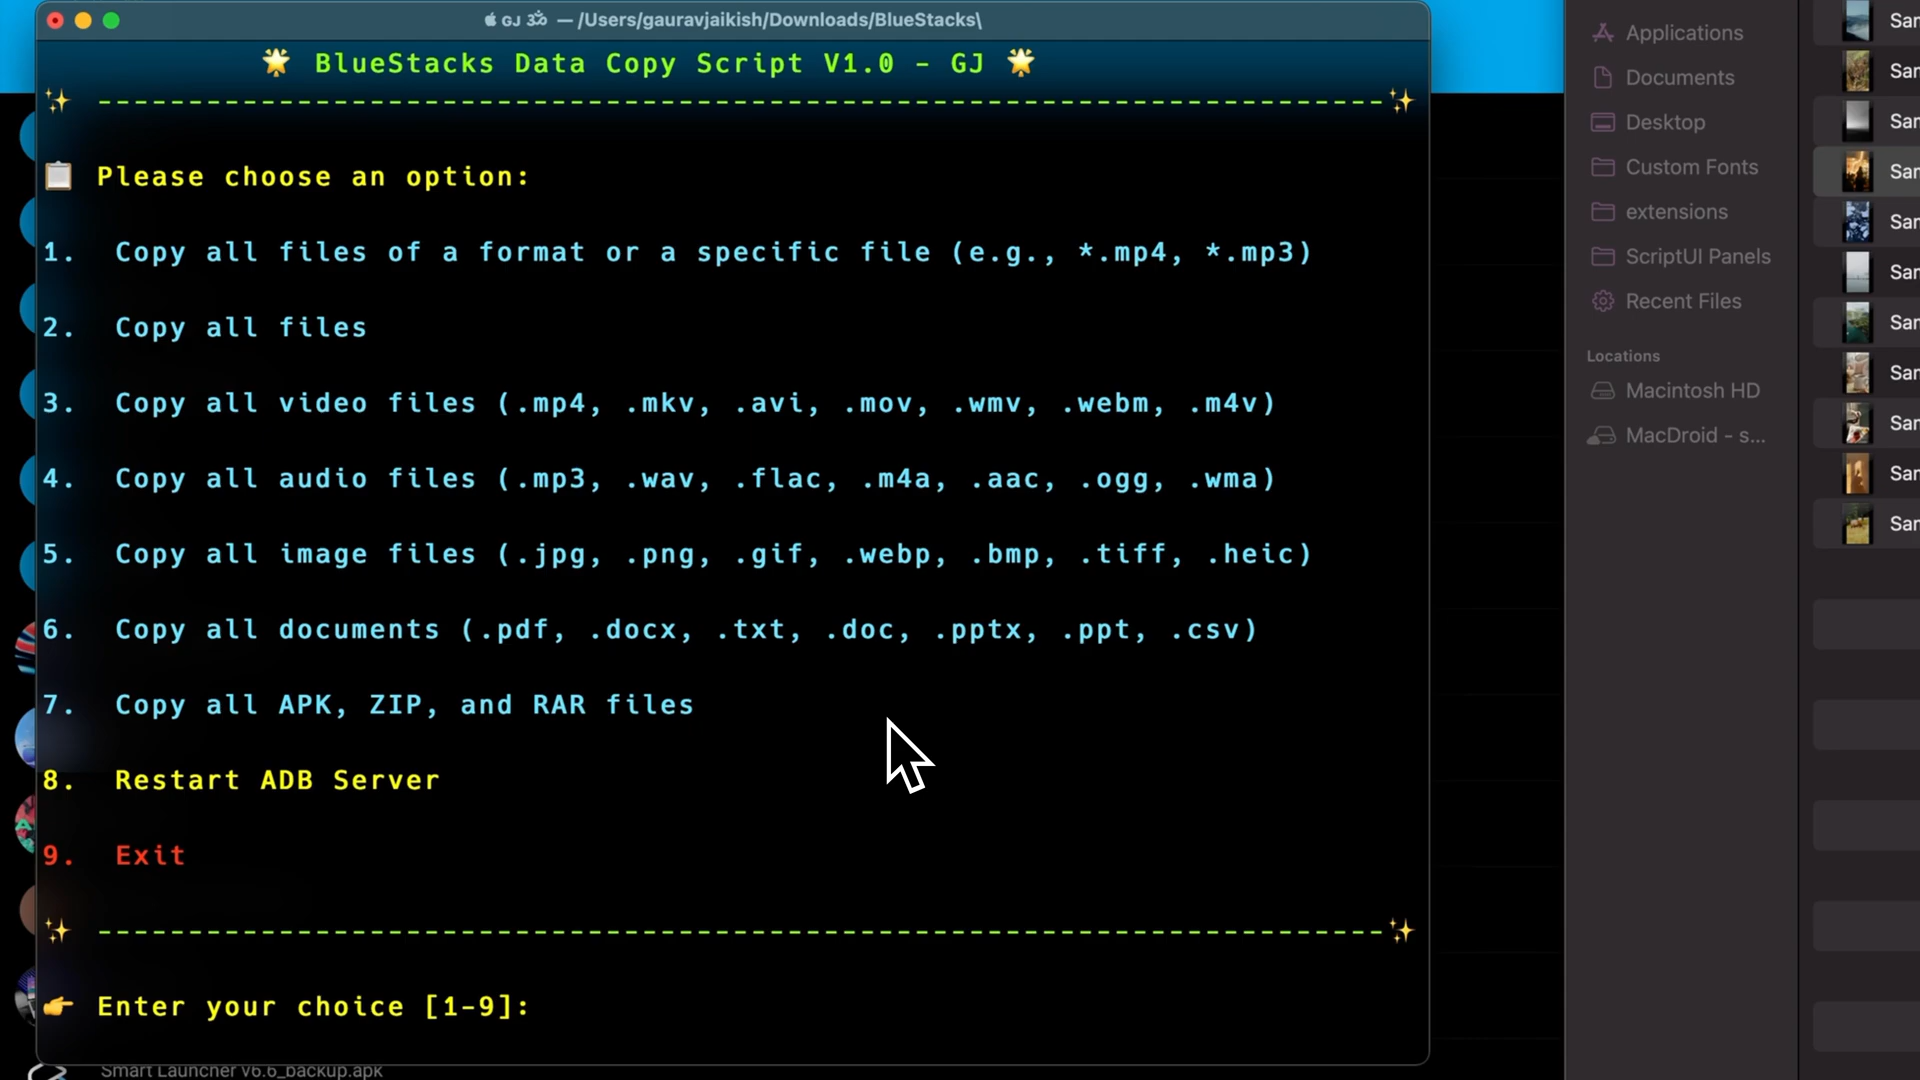 GJ ॐ — /Users/gauravjaikish/Downloads/BlueStacks\
🌟 BlueStacks Data Copy Script V1.0 - GJ 🌟
✨ ----------------------------------------------------------------------- ✨
📋 Please choose an option:
1. Copy all files of a format or a specific file (e.g., *.mp4, *.mp3)
2. Copy all files
3. Copy all video files (.mp4, .mkv, .avi, .mov, .wmv, .webm, .m4v)
4. Copy all audio files (.mp3, .wav, .flac, .m4a, .aac, .ogg, .wma)
5. Copy all image files (.jpg, .png, .gif, .webp, .bmp, .tiff, .heic)
6. Copy all documents (.pdf, .docx, .txt, .doc, .pptx, .ppt, .csv)
7. Copy all APK, ZIP, and RAR files
8. Restart ADB Server
9. Exit
✨ ----------------------------------------------------------------------- ✨
👉 Enter your choice [1-9]:
Smart Launcher v6.6_backup.apk
Applications
Documents
Desktop
Custom Fonts
extensions
ScriptUI Panels
Recent Files
Locations
Macintosh HD
MacDroid - s...